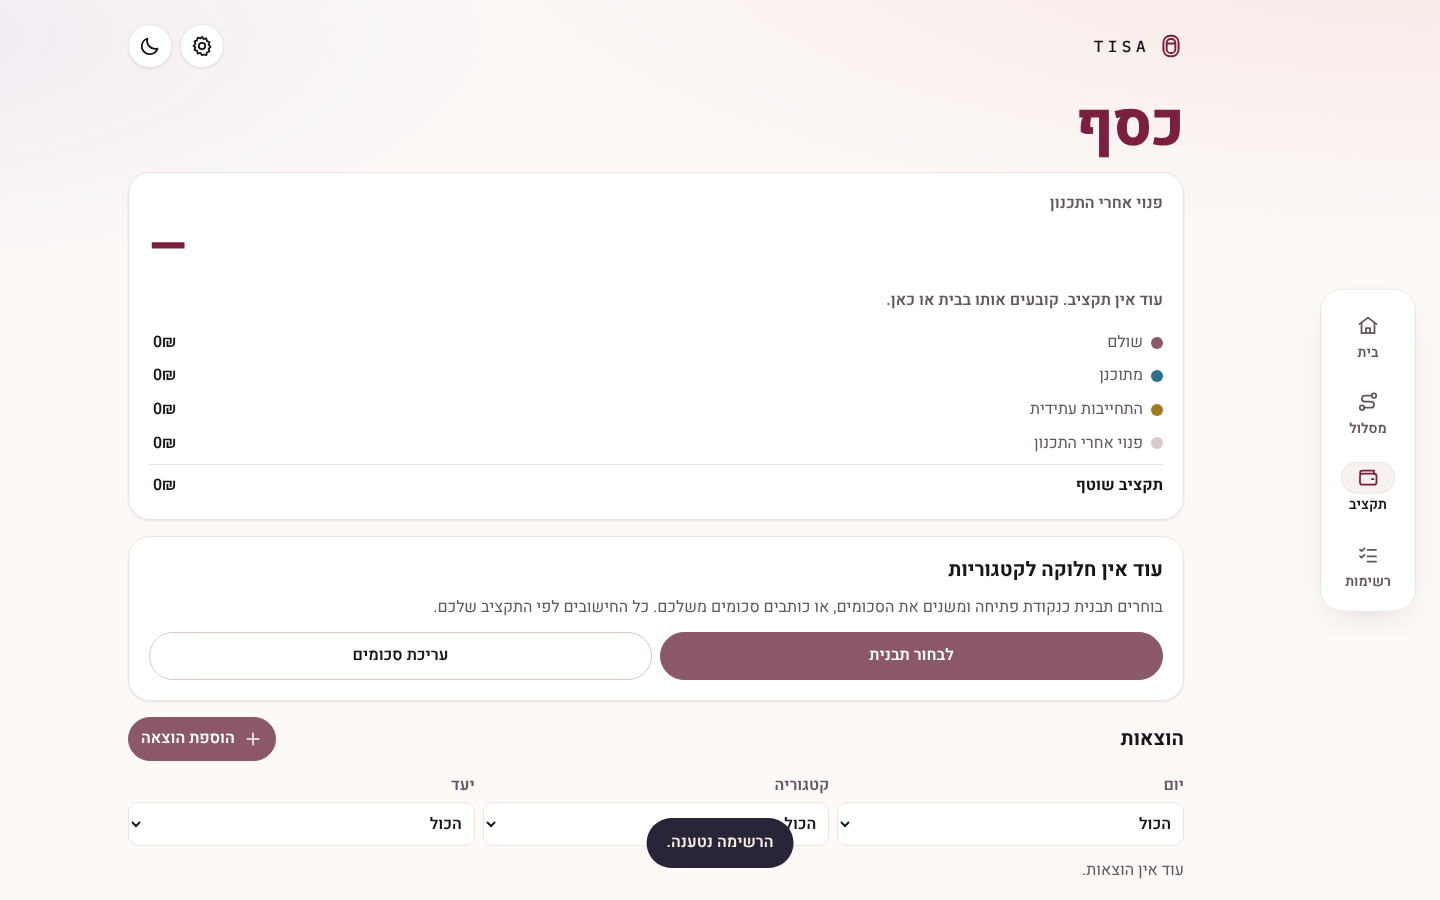 TISA
כסף
פנוי אחרי התכנון
—
עוד אין תקציב. קובעים אותו בבית או כאן.
שולם ₪0
מתוכנן ₪0
התחייבות עתידית ₪0
פנוי אחרי התכנון ₪0
תקציב שוטף ₪0
עוד אין חלוקה לקטגוריות
בוחרים תבנית כנקודת פתיחה ומשנים את הסכומים, או כותבים סכומים משלכם. כל החישובים לפי התקציב שלכם.
לבחור תבנית
עריכת סכומים
הוצאות
הוספת הוצאה
יום
הכול
קטגוריה
הכול
יעד
הכול
עוד אין הוצאות.
הרשימה נטענה.
בית
מסלול
תקציב
רשימות